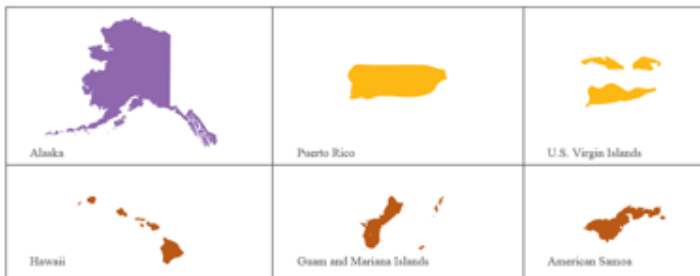 Alaska
Puerto Rico
U.S. Virgin Islands
Hawaii
Guam and Mariana Islands
American Samoa